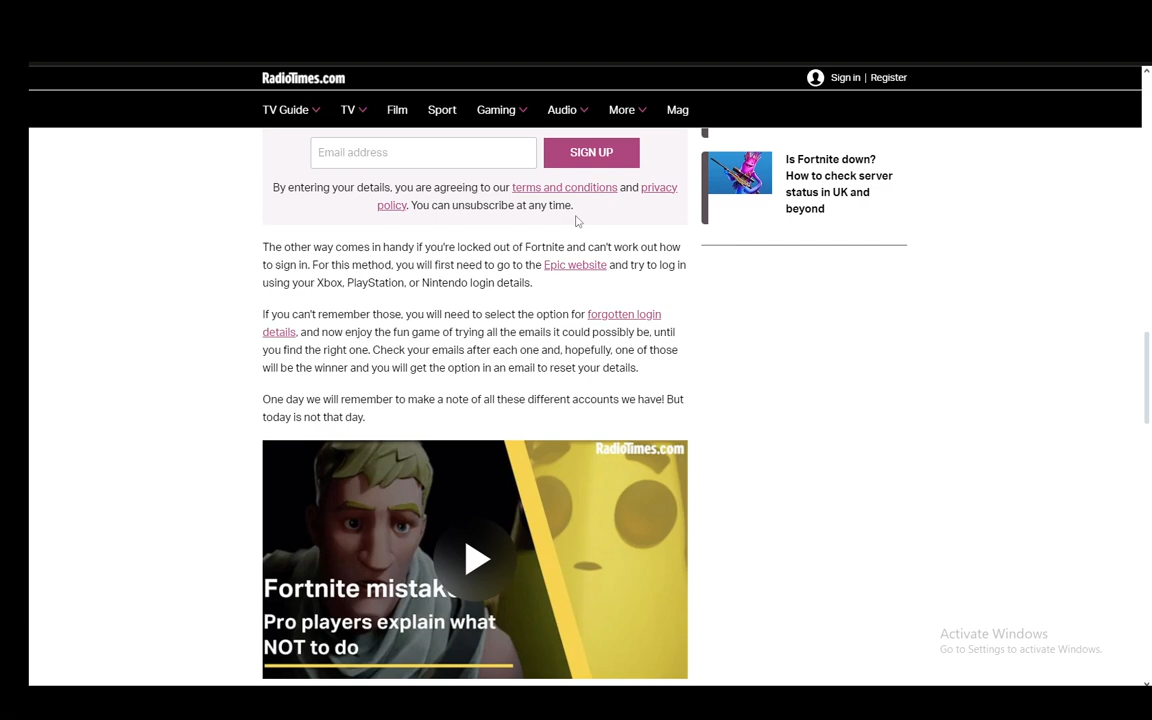 RadioTimes.com
Sign in | Register
TV Guide TV Film Sport Gaming Audio More Mag
Email address
SIGN UP
By entering your details, you are agreeing to our terms and conditions and privacy
policy. You can unsubscribe at any time.
Is Fortnite down?
How to check server
status in UK and
beyond
The other way comes in handy if you're locked out of Fortnite and can't work out how
to sign in. For this method, you will first need to go to the Epic website and try to log in
using your Xbox, PlayStation, or Nintendo login details.
If you can't remember those, you will need to select the option for forgotten login
details, and now enjoy the fun game of trying all the emails it could possibly be, until
you find the right one. Check your emails after each one and, hopefully, one of those
will be the winner and you will get the option in an email to reset your details.
One day we will remember to make a note of all these different accounts we have! But
today is not that day.
RadioTimes.com
Fortnite
Pro players explain what
NOT to do
Activate Windows
Go to Settings to activate Windows.